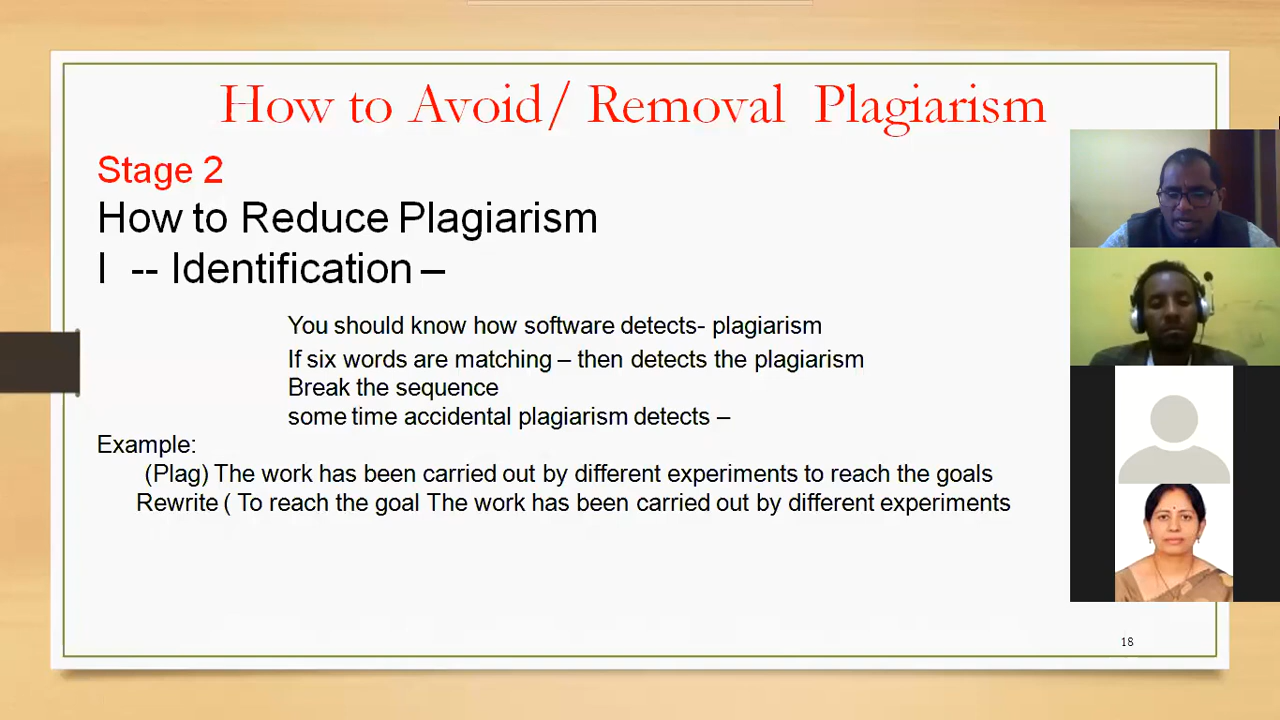 How to Avoid/ Removal Plagiarism
Stage 2
How to Reduce Plagiarism
I -- Identification –
You should know how software detects- plagiarism
If six words are matching – then detects the plagiarism
Break the sequence
some time accidental plagiarism detects –
Example:
(Plag) The work has been carried out by different experiments to reach the goals
Rewrite ( To reach the goal The work has been carried out by different experiments
18